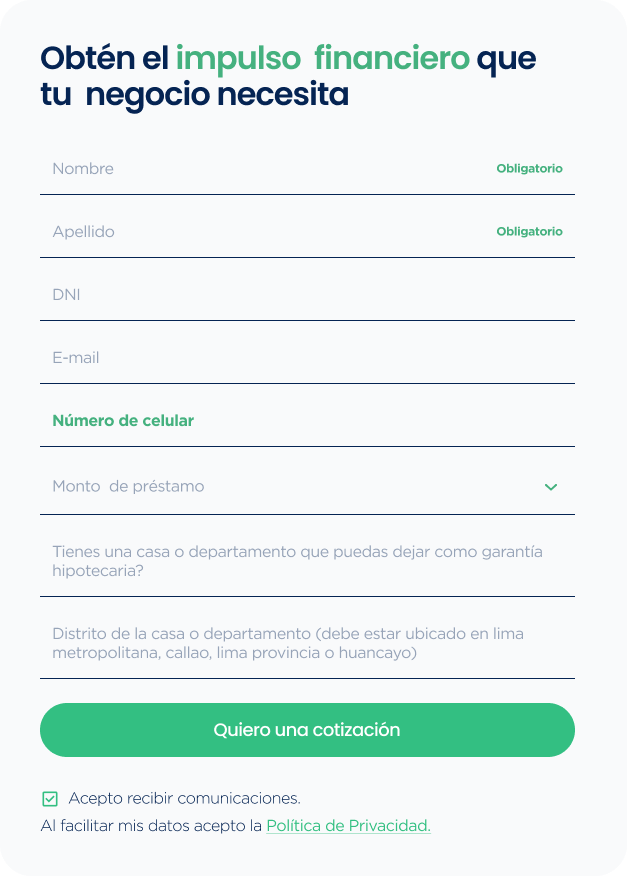 Obtén el impulso financiero que
tu negocio necesita
Nombre
Obligatorio
Apellido
Obligatorio
DNI
E-mail
Número de celular
Monto de préstamo
Tienes una casa o departamento que puedas dejar como garantía
hipotecaria?
Distrito de la casa o departamento (debe estar ubicado en lima
metropolitana, callao, lima provincia o huancayo)
Quiero una cotización
Acepto recibir comunicaciones.
Al facilitar mis datos acepto la Política de Privacidad.